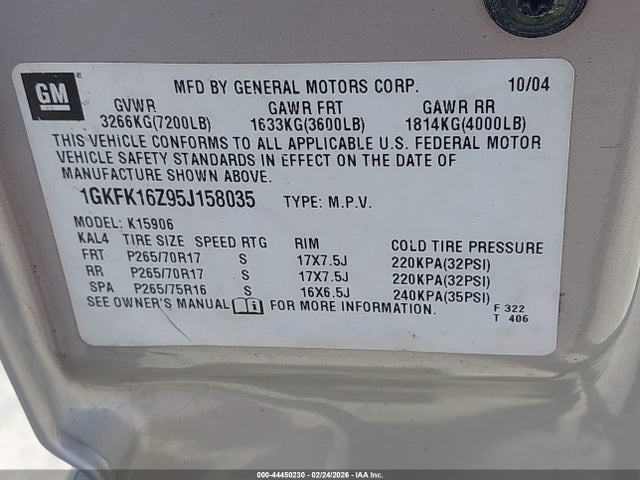 GM
MFD BY GENERAL MOTORS CORP. 10/04
GVWR GAWR FRT GAWR RR
3266KG(7200LB) 1633KG(3600LB) 1814KG(4000LB)
THIS VEHICLE CONFORMS TO ALL APPLICABLE U.S. FEDERAL MOTOR
VEHICLE SAFETY STANDARDS IN EFFECT ON THE DATE OF
MANUFACTURE SHOWN ABOVE.
1GKFK16Z95J158035 TYPE: M.P.V.
MODEL: K15906
KAL4 TIRE SIZE SPEED RTG RIM COLD TIRE PRESSURE
FRT P265/70R17 S 17X7.5J 220KPA(32PSI)
RR P265/70R17 S 17X7.5J 220KPA(32PSI)
SPA P265/75R16 S 16X6.5J 240KPA(35PSI)
SEE OWNER'S MANUAL FOR MORE INFORMATION.
F 322
T 406
000-44450230 - 02/24/2026 - IAA Inc.